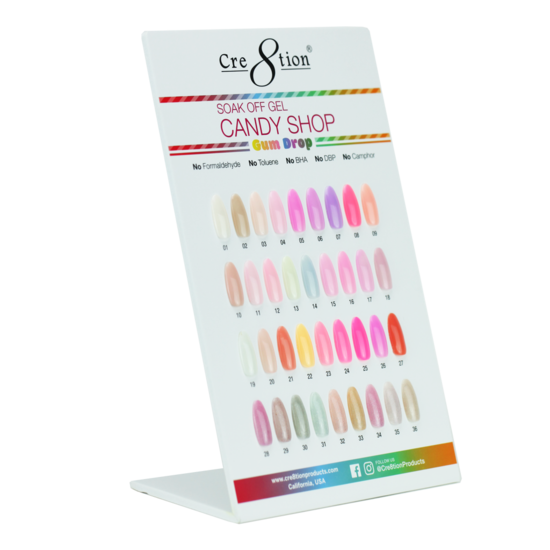 Cre8tion®
SOAK OFF GEL
CANDY SHOP
Gum Drop
No Formaldehyde No Toluene No BHA No DBP No Camphor
01 02 03 04 05 06 07 08 09
10 11 12 13 14 15 16 17 18
19 20 21 22 23 24 25 26 27
28 29 30 31 32 33 34 35 36
www.cre8tionproducts.com
California, USA
FOLLOW US
@Cre8tionProducts